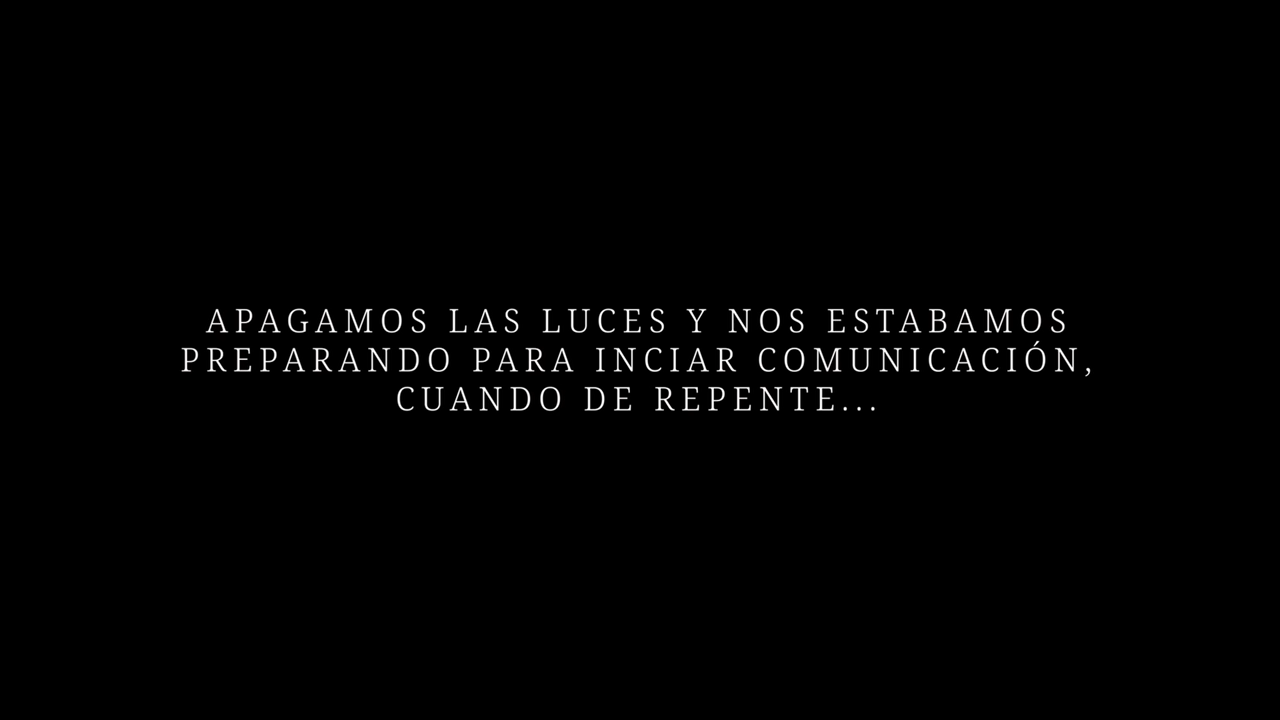 APAGAMOS LAS LUCES Y NOS ESTABAMOS
PREPARANDO PARA INCIAR COMUNICACIÓN,
CUANDO DE REPENTE...